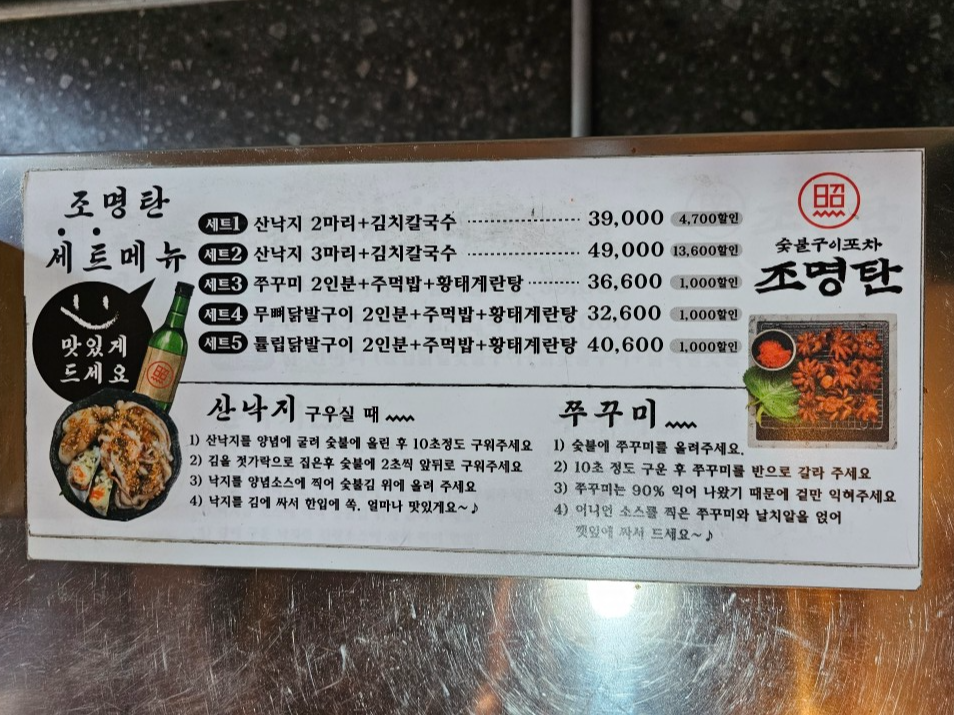 조명탄
세트메뉴
맛있게
드세요
세트1 산낙지 2마리+김치칼국수 39,000 4,700할인
세트2 산낙지 3마리+김치칼국수 49,000 13,600할인
세트3 쭈꾸미 2인분+주먹밥+황태계란탕 36,600 1,000할인
세트4 무뼈닭발구이 2인분+주먹밥+황태계란탕 32,600 1,000할인
세트5 튤립닭발구이 2인분+주먹밥+황태계란탕 40,600 1,000할인
昭
숯불구이포차
조명탄
昭
산낙지 구우실 때
1) 산낙지를 양념에 굴려 숯불에 올린 후 10초정도 구워주세요
2) 김을 젓가락으로 집은후 숯불에 2초찍 앞뒤로 구워주세요
3) 낙지를 양념소스에 찍어 숯불김 위에 올려 주세요
4) 낙지를 김에 싸서 한입에 쏙. 얼마나 맛있게요~♪
쭈꾸미
1) 숯불에 쭈꾸미를 올려주세요.
2) 10초 정도 구운 후 쭈꾸미를 반으로 갈라 주세요
3) 쭈꾸미는 90% 익어 나왔기 때문에 겉만 익혀주세요
4) 어니언 소스를 찍은 쭈꾸미와 날치알을 얹어
깻잎에 싸서 드세요~♪